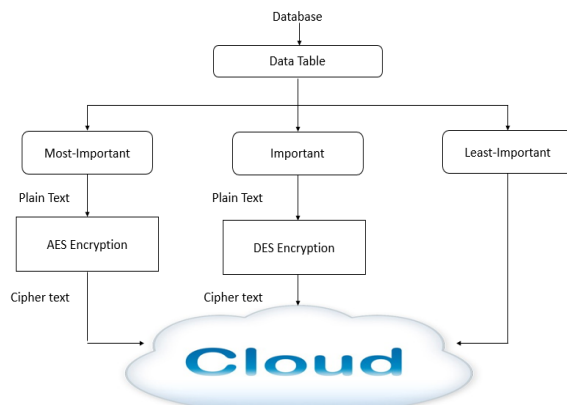 Database
Data Table
Most-Important
Important
Least-Important
Plain Text
Plain Text
AES Encryption
DES Encryption
Cipher text
Cipher text
Cloud